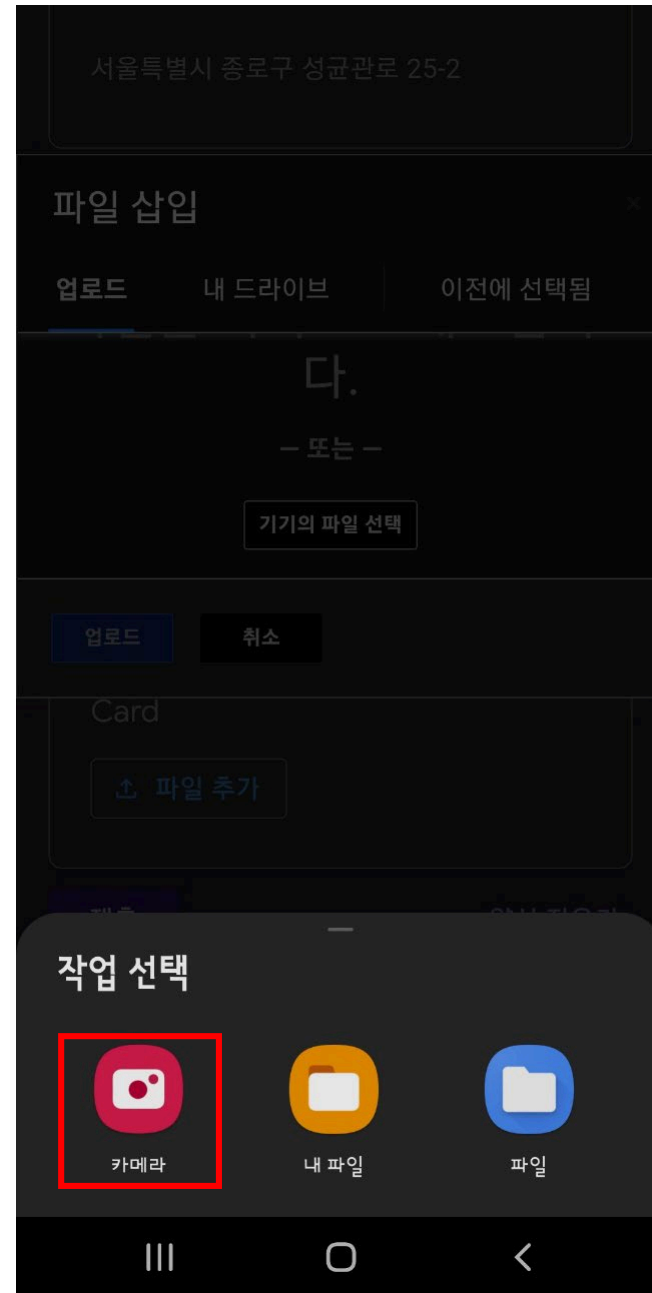 서울특별시 종로구 성균관로 25-2
파일 삽입
업로드 내 드라이브 이전에 선택됨
다.
— 또는 —
기기의 파일 선택
업로드 취소
Card
파일 추가
작업 선택
카메라 내 파일 파일